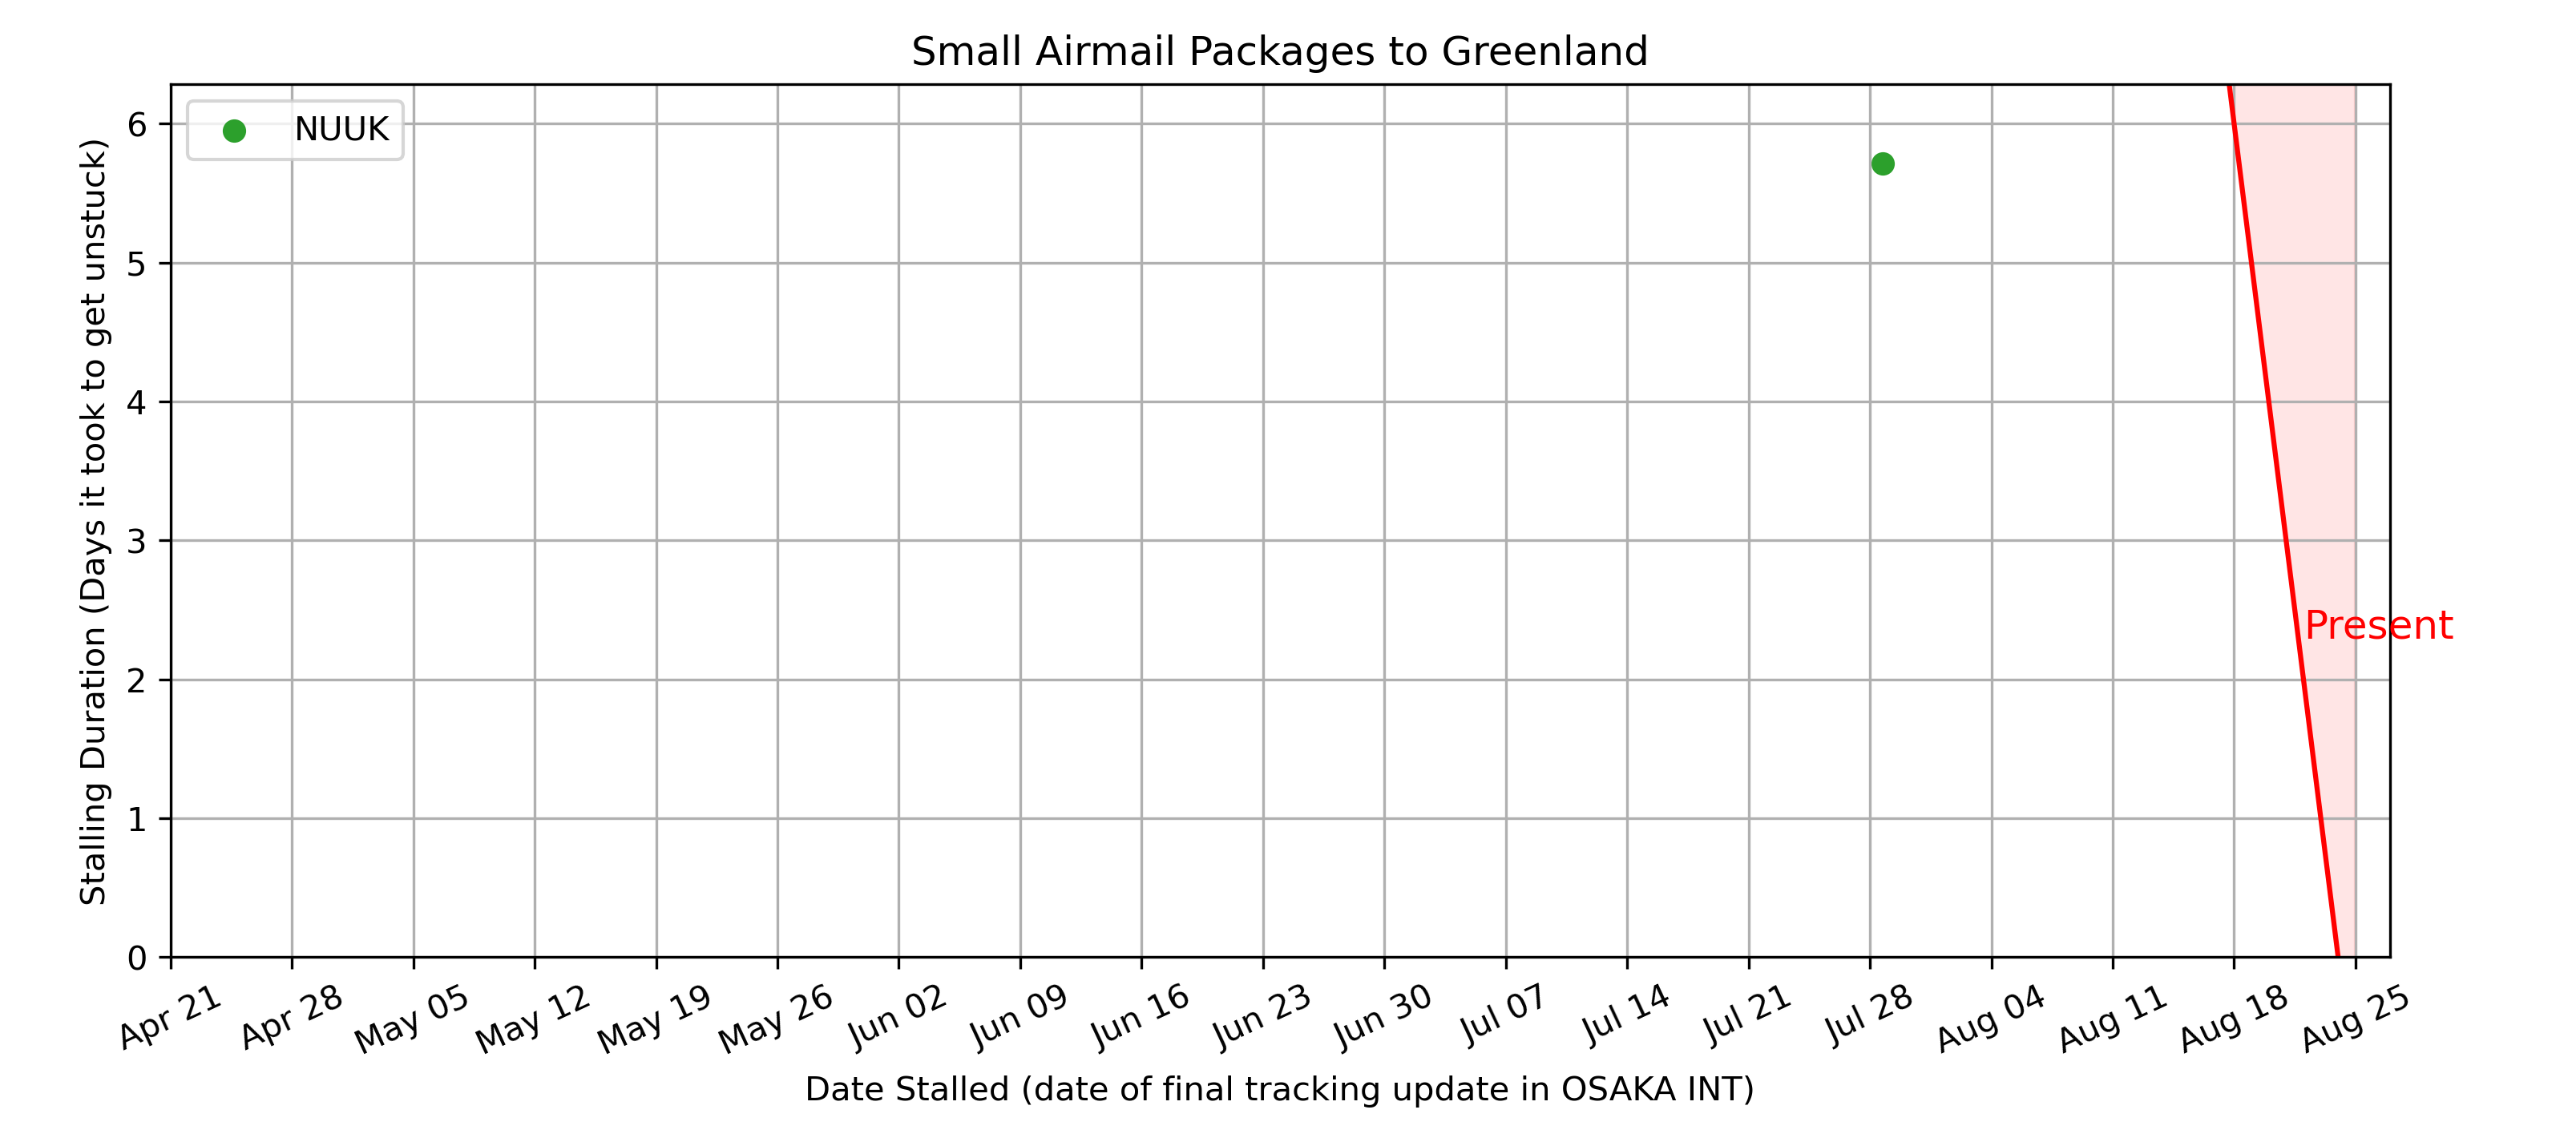 Small Airmail Packages to Greenland
NUUK
Stalling Duration (Days it took to get unstuck)
6
5
4
3
2
1
0
Present
Apr 21
Apr 28
May 05
May 12
May 19
May 26
Jun 02
Jun 09
Jun 16
Jun 23
Jun 30
Jul 07
Jul 14
Jul 21
Jul 28
Aug 04
Aug 11
Aug 18
Aug 25
Date Stalled (date of final tracking update in OSAKA INT)